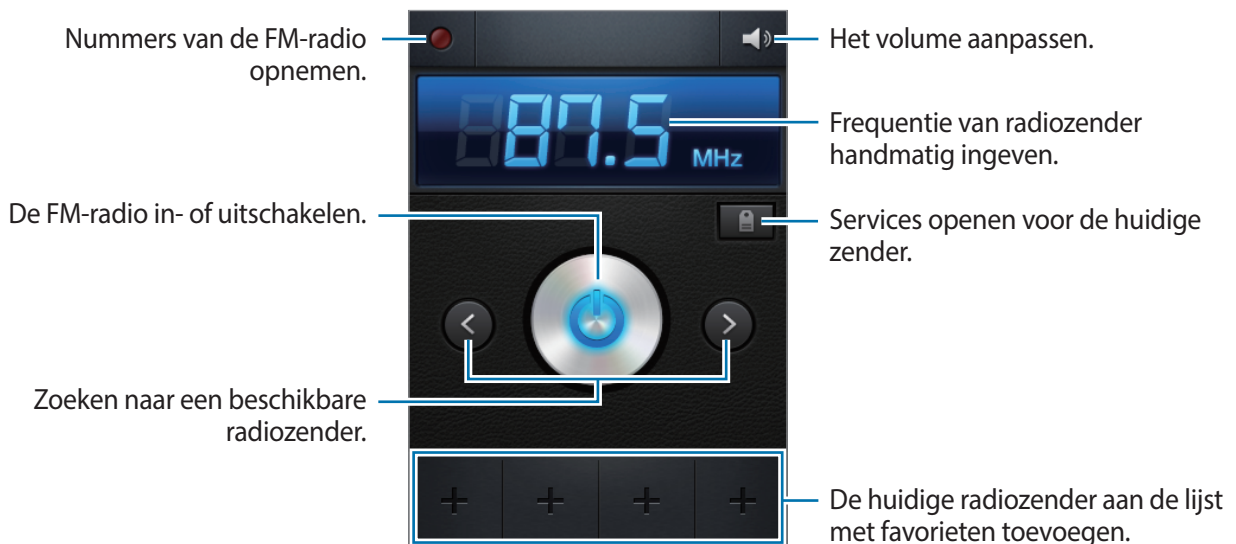 Nummers van de FM-radio
opnemen.
Het volume aanpassen.
87.5 MHz
Frequentie van radiozender
handmatig ingeven.
De FM-radio in- of uitschakelen.
Services openen voor de huidige
zender.
Zoeken naar een beschikbare
radiozender.
De huidige radiozender aan de lijst
met favorieten toevoegen.